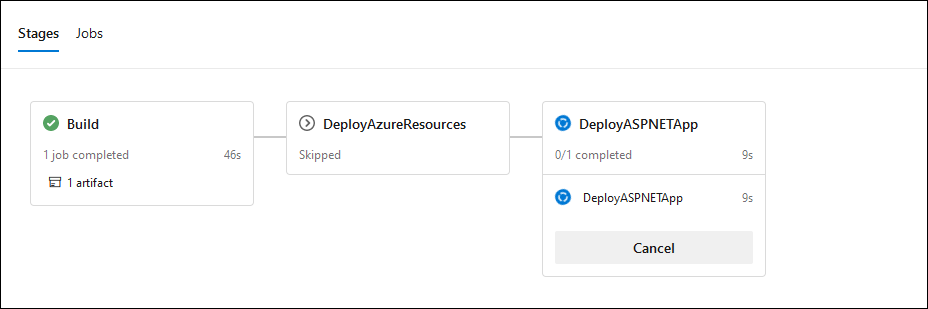 Stages Jobs
Build
1 job completed 46s
1 artifact
DeployAzureResources
Skipped
DeployASPNETApp
0/1 completed 9s
DeployASPNETApp 9s
Cancel